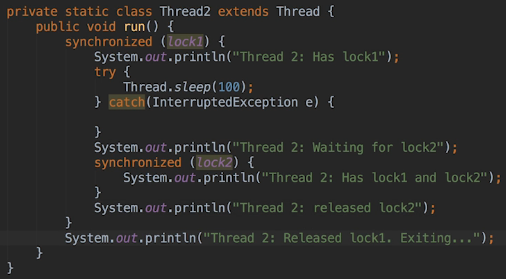 private static class Thread2 extends Thread {
    public void run() {
        synchronized (lock1) {
            System.out.println("Thread 2: Has lock1");
            try {
                Thread.sleep(100);
            } catch(InterruptedException e) {

            }
            System.out.println("Thread 2: Waiting for lock2");
            synchronized (lock2) {
                System.out.println("Thread 2: Has lock1 and lock2");
            }
            System.out.println("Thread 2: released lock2");
        }
        System.out.println("Thread 2: Released lock1. Exiting...");
    }
}